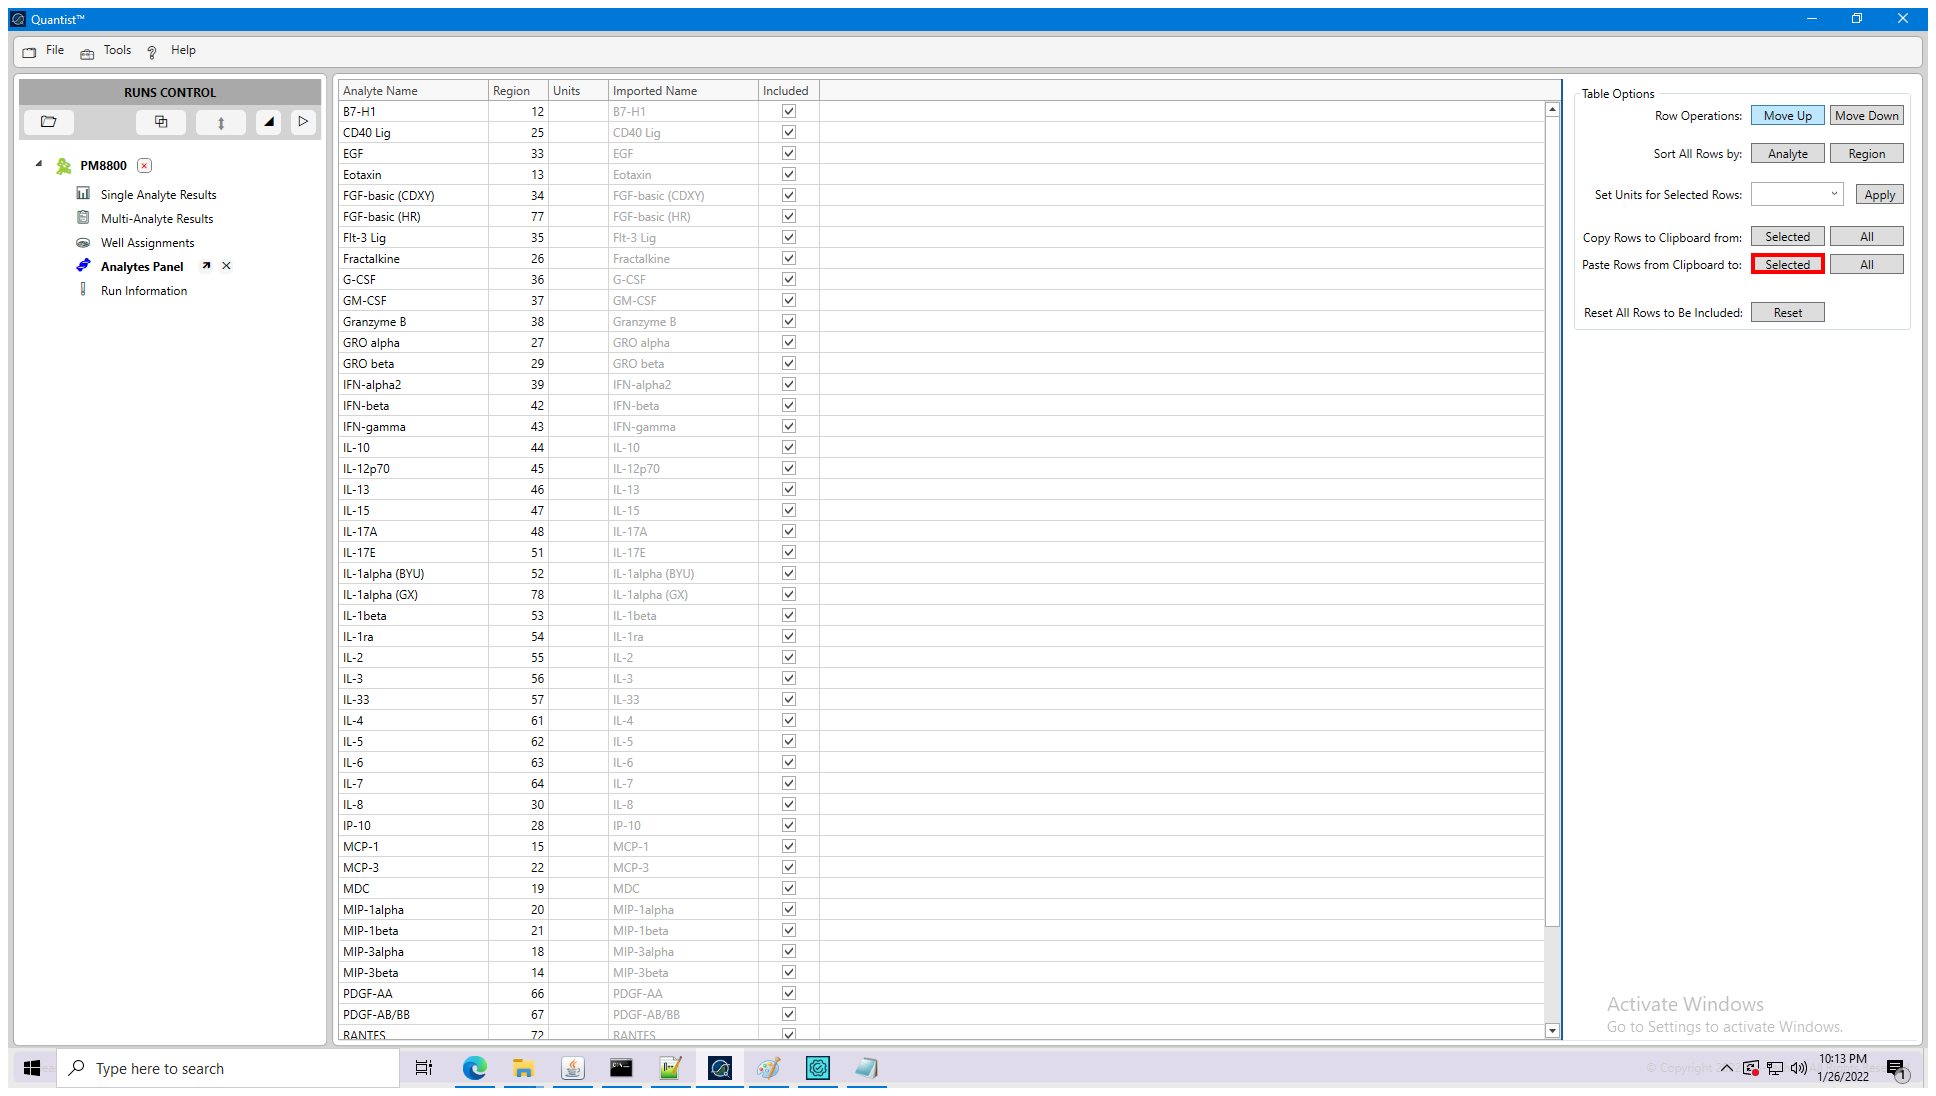 Quantist™
File Tools Help
RUNS CONTROL
PM8800
Single Analyte Results
Multi-Analyte Results
Well Assignments
Analytes Panel
Run Information
Analyte Name Region Units Imported Name Included
B7-H1 12 B7-H1
CD40 Lig 25 CD40 Lig
EGF 33 EGF
Eotaxin 13 Eotaxin
FGF-basic (CDXY) 34 FGF-basic (CDXY)
FGF-basic (HR) 77 FGF-basic (HR)
Flt-3 Lig 35 Flt-3 Lig
Fractalkine 26 Fractalkine
G-CSF 36 G-CSF
GM-CSF 37 GM-CSF
Granzyme B 38 Granzyme B
GRO alpha 27 GRO alpha
GRO beta 29 GRO beta
IFN-alpha2 39 IFN-alpha2
IFN-beta 42 IFN-beta
IFN-gamma 43 IFN-gamma
IL-10 44 IL-10
IL-12p70 45 IL-12p70
IL-13 46 IL-13
IL-15 47 IL-15
IL-17A 48 IL-17A
IL-17E 51 IL-17E
IL-1alpha (BYU) 52 IL-1alpha (BYU)
IL-1alpha (GX) 78 IL-1alpha (GX)
IL-1beta 53 IL-1beta
IL-1ra 54 IL-1ra
IL-2 55 IL-2
IL-3 56 IL-3
IL-33 57 IL-33
IL-4 61 IL-4
IL-5 62 IL-5
IL-6 63 IL-6
IL-7 64 IL-7
IL-8 30 IL-8
IP-10 28 IP-10
MCP-1 15 MCP-1
MCP-3 22 MCP-3
MDC 19 MDC
MIP-1alpha 20 MIP-1alpha
MIP-1beta 21 MIP-1beta
MIP-3alpha 18 MIP-3alpha
MIP-3beta 14 MIP-3beta
PDGF-AA 66 PDGF-AA
PDGF-AB/BB 67 PDGF-AB/BB
RANTES 72 RANTES
Table Options
Row Operations: Move Up Move Down
Sort All Rows by: Analyte Region
Set Units for Selected Rows: Apply
Copy Rows to Clipboard from: Selected All
Paste Rows from Clipboard to: Selected All
Reset All Rows to Be Included: Reset
Activate Windows
Go to Settings to activate Windows.
Type here to search
© Copyright
10:13 PM
1/26/2022
1